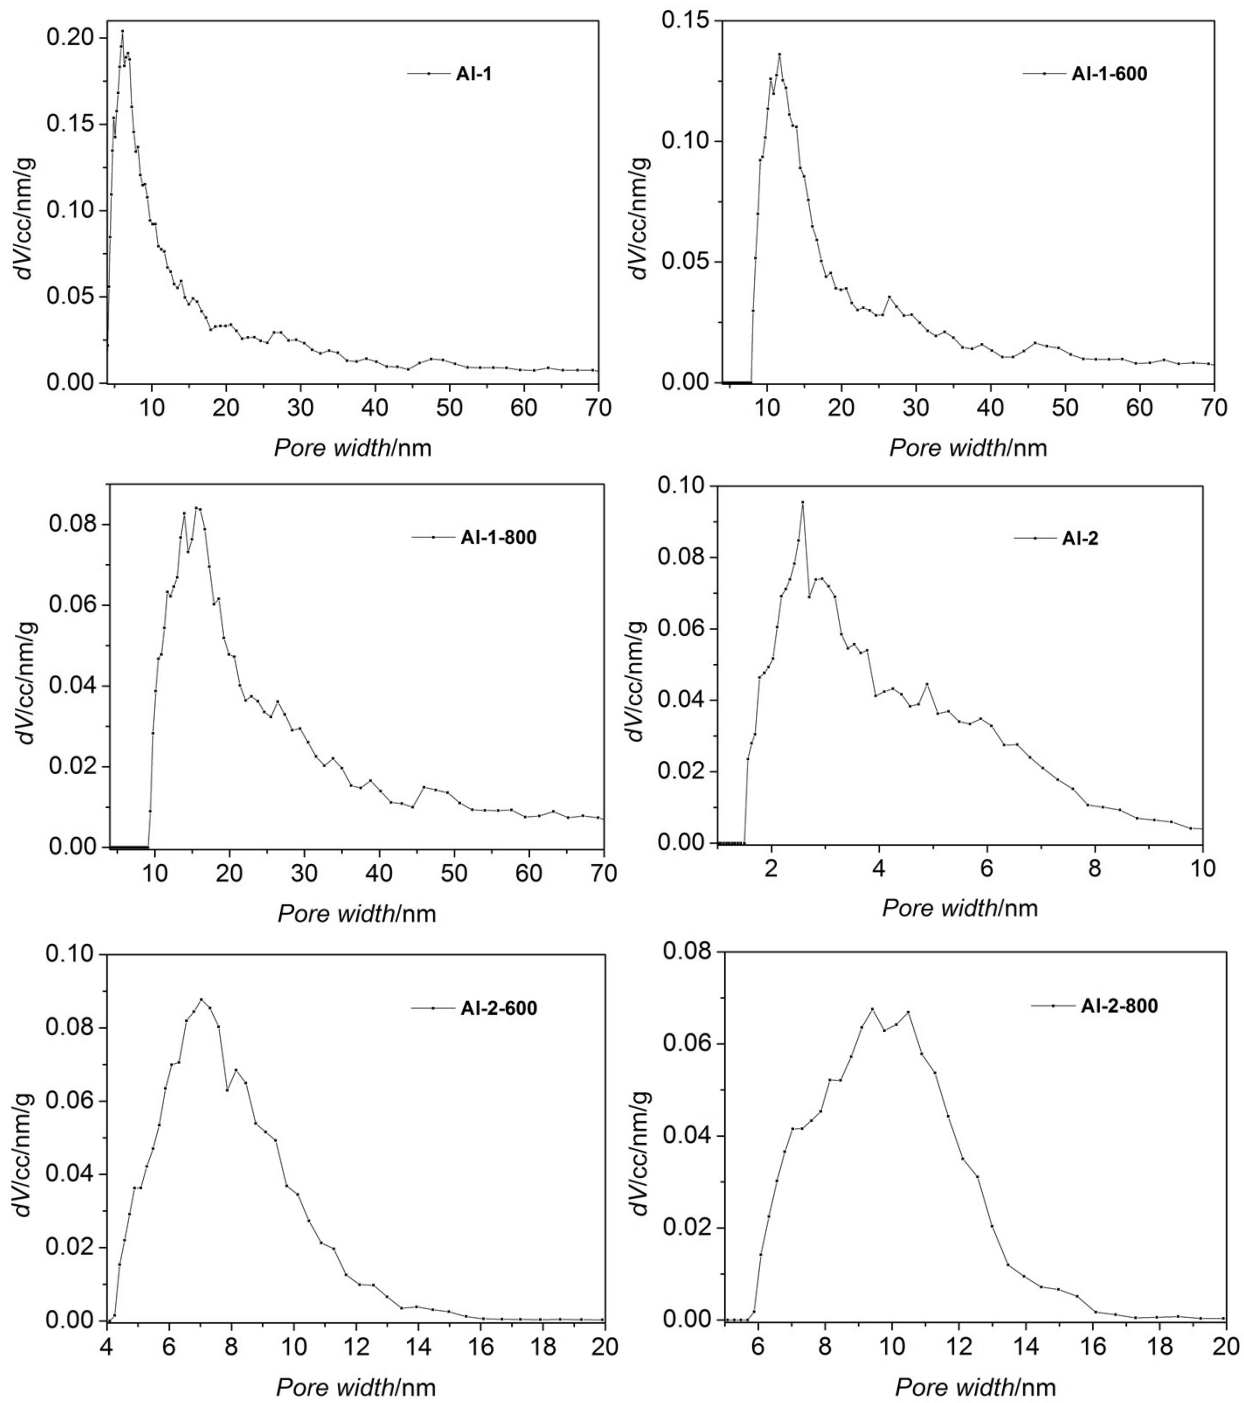 0.20
0.15
0.10
0.05
0.00
dV/cc/nm/g
Al-1
10 20 30 40 50 60 70
Pore width/nm
0.15
0.10
0.05
0.00
dV/cc/nm/g
Al-1-600
10 20 30 40 50 60 70
Pore width/nm
0.08
0.06
0.04
0.02
0.00
dV/cc/nm/g
Al-1-800
10 20 30 40 50 60 70
Pore width/nm
0.10
0.08
0.06
0.04
0.02
0.00
dV/cc/nm/g
Al-2
2 4 6 8 10
Pore width/nm
0.10
0.08
0.06
0.04
0.02
0.00
dV/cc/nm/g
Al-2-600
4 6 8 10 12 14 16 18 20
Pore width/nm
0.08
0.06
0.04
0.02
0.00
dV/cc/nm/g
Al-2-800
6 8 10 12 14 16 18 20
Pore width/nm